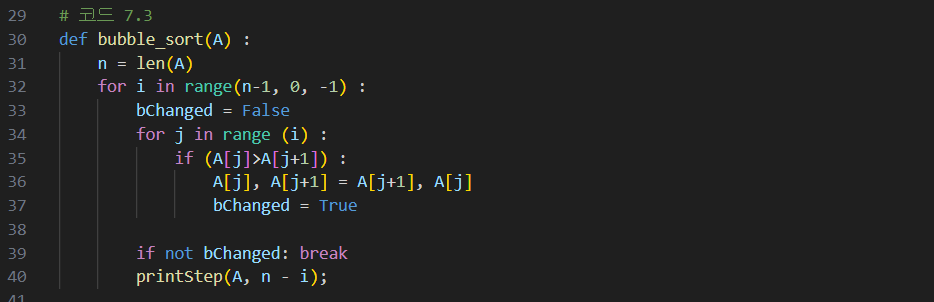 29 # 코드 7.3
30 def bubble_sort(A) :
31     n = len(A)
32     for i in range(n-1, 0, -1) :
33         bChanged = False
34         for j in range (i) :
35             if (A[j]>A[j+1]) :
36                 A[j], A[j+1] = A[j+1], A[j]
37                 bChanged = True
38
39         if not bChanged: break
40         printStep(A, n - i);
41